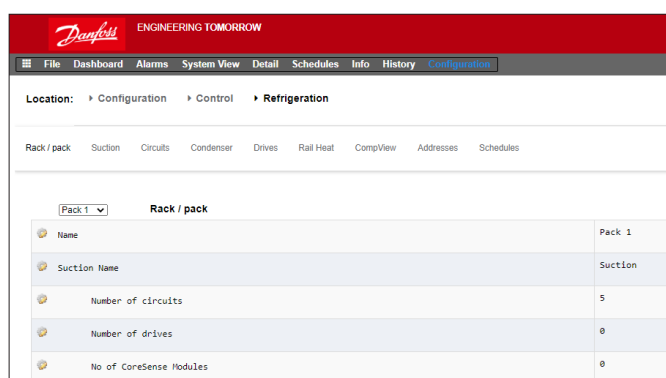 Danfoss ENGINEERING TOMORROW
File Dashboard Alarms System View Detail Schedules Info History Configuration
Location: Configuration Control Refrigeration
Rack / pack Suction Circuits Condenser Drives Rail Heat CompView Addresses Schedules
Pack 1 Rack / pack
Name Pack 1
Suction Name Suction
Number of circuits 5
Number of drives 0
No of CoreSense Modules 0